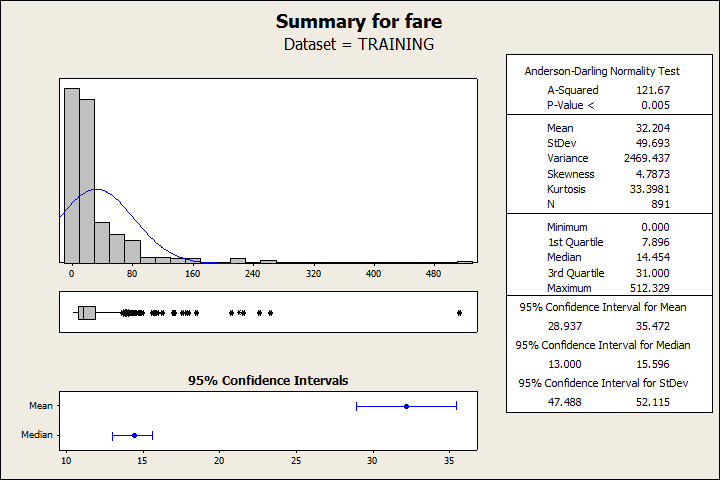 Summary for fare
Dataset = TRAINING
0 80 160 240 320 400 480
95% Confidence Intervals
Mean
Median
10 15 20 25 30 35
Anderson-Darling Normality Test
A-Squared 121.67
P-Value < 0.005
Mean 32.204
StDev 49.693
Variance 2469.437
Skewness 4.7873
Kurtosis 33.3981
N 891
Minimum 0.000
1st Quartile 7.896
Median 14.454
3rd Quartile 31.000
Maximum 512.329
95% Confidence Interval for Mean
28.937 35.472
95% Confidence Interval for Median
13.000 15.596
95% Confidence Interval for StDev
47.488 52.115